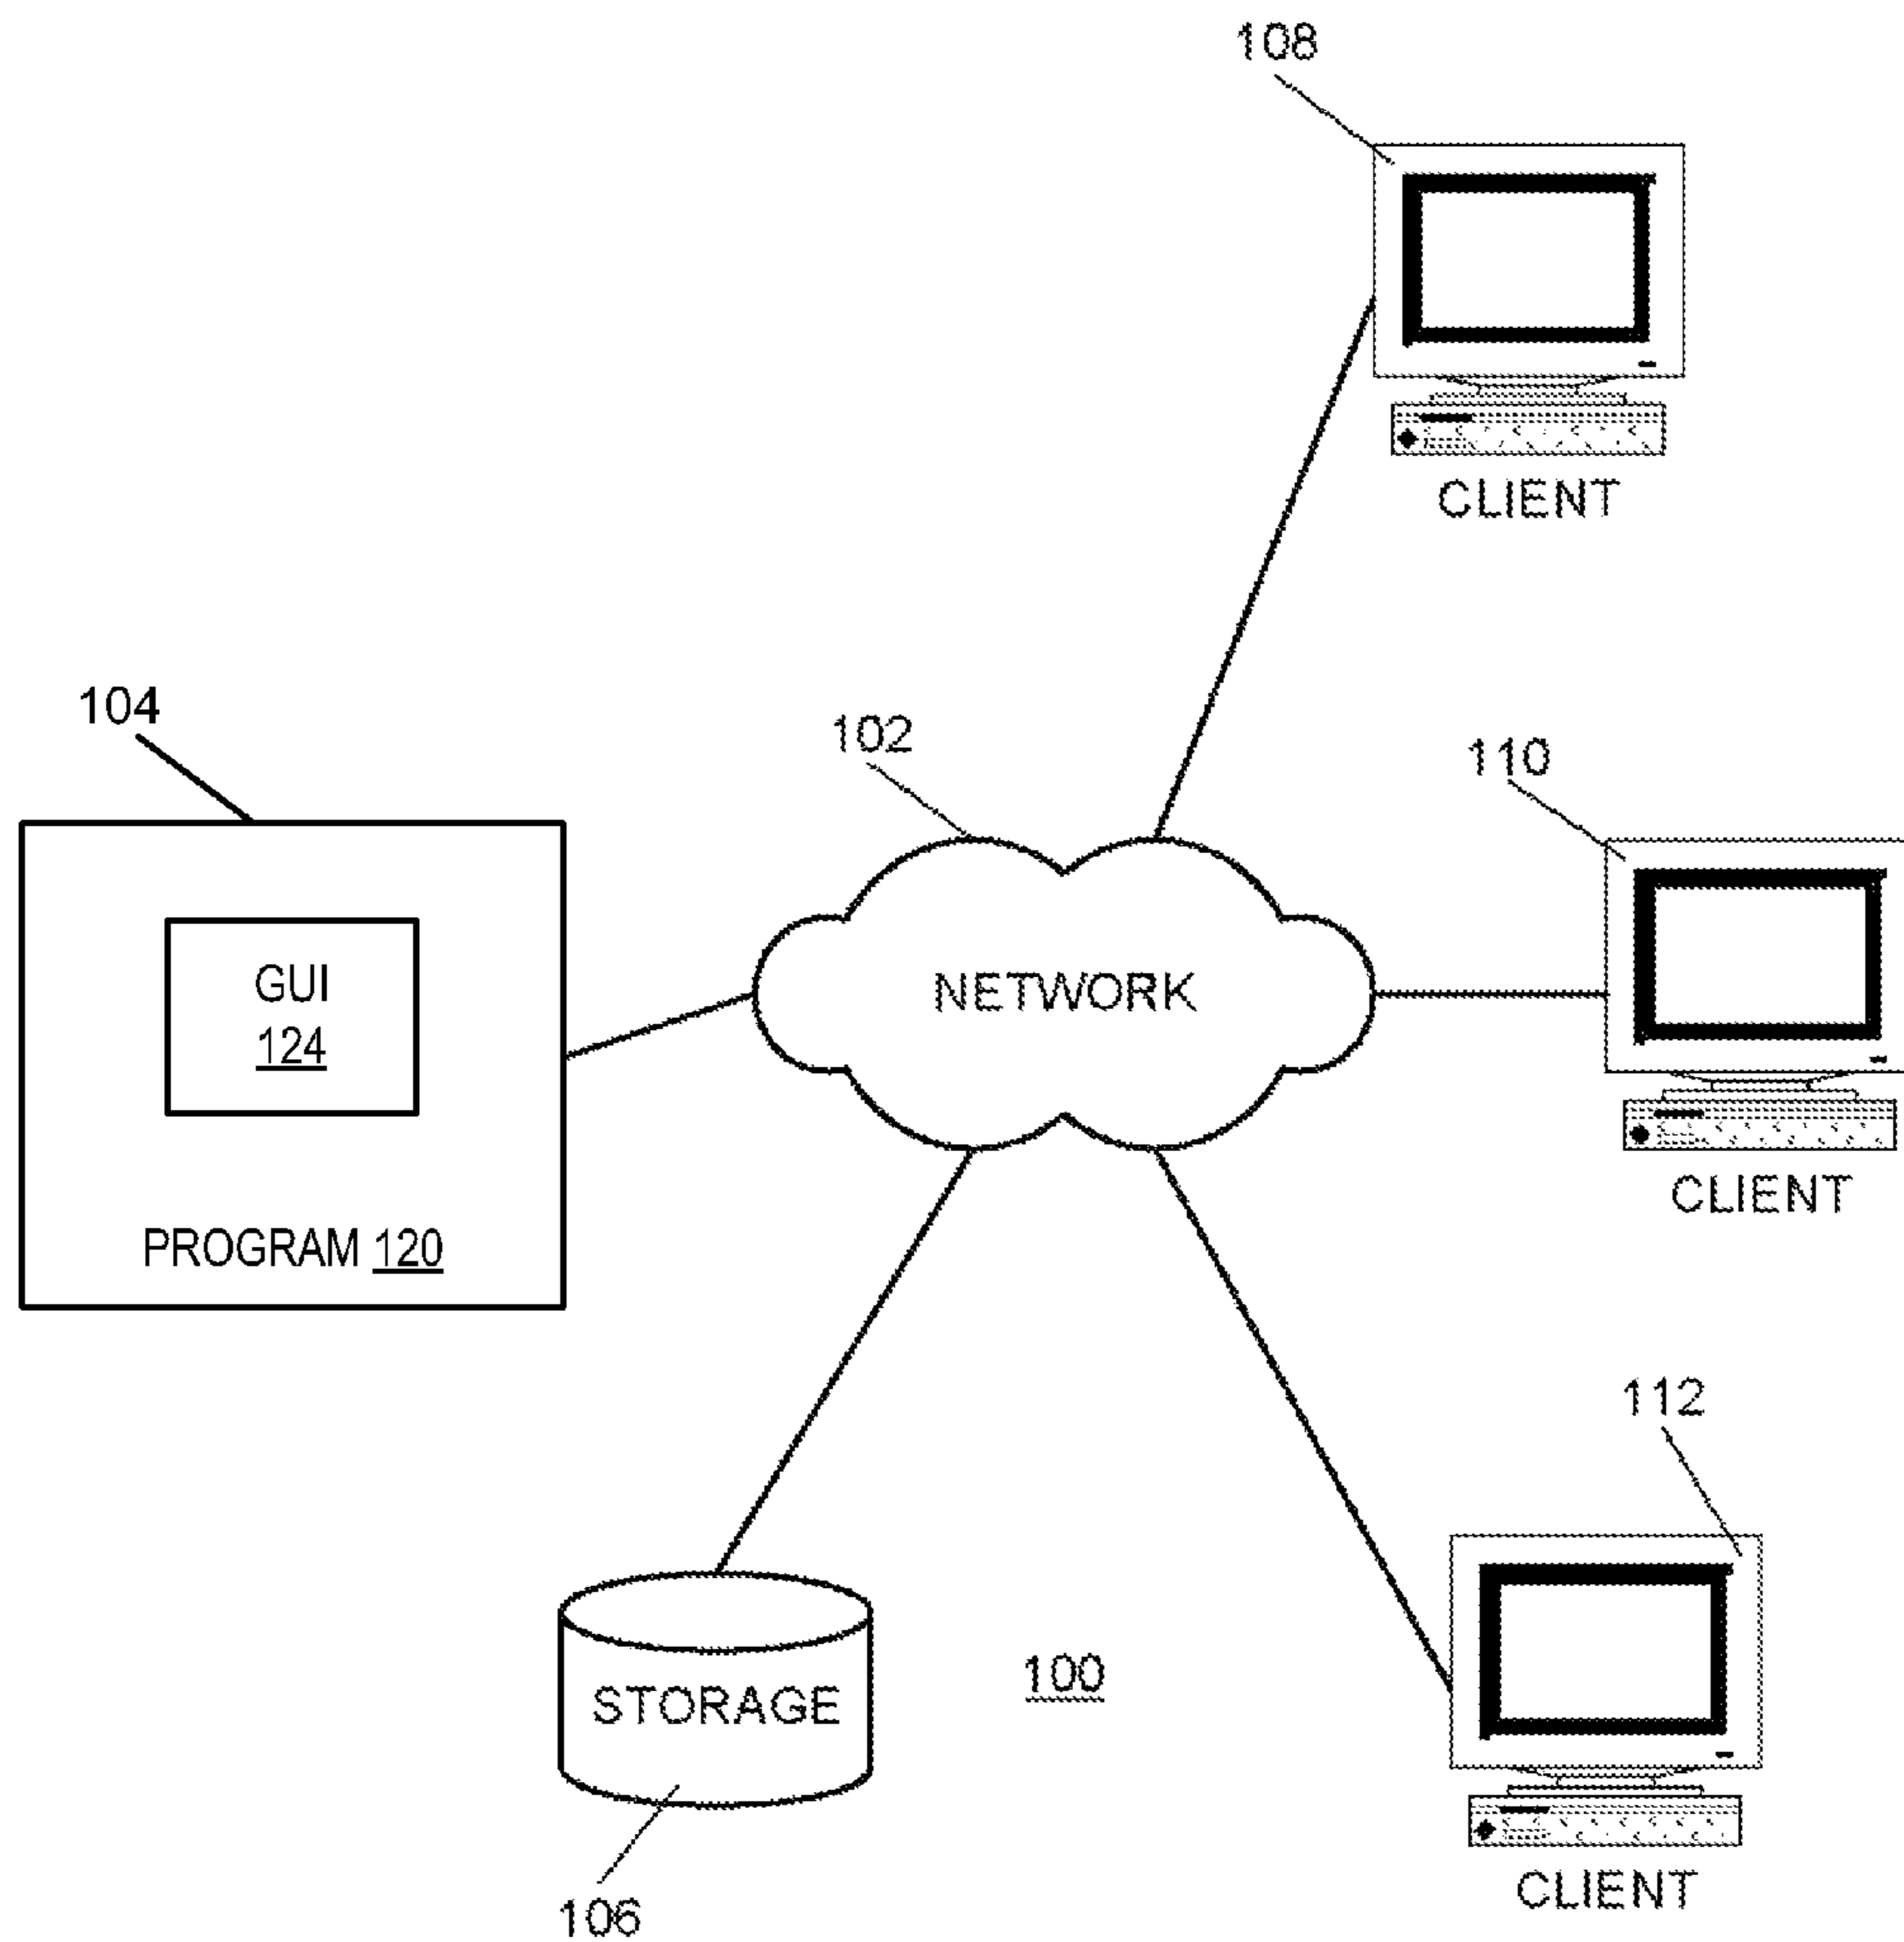 108
CLIENT
104
102
110
GUI
124
NETWORK
CLIENT
PROGRAM 120
112
STORAGE
100
106
CLIENT